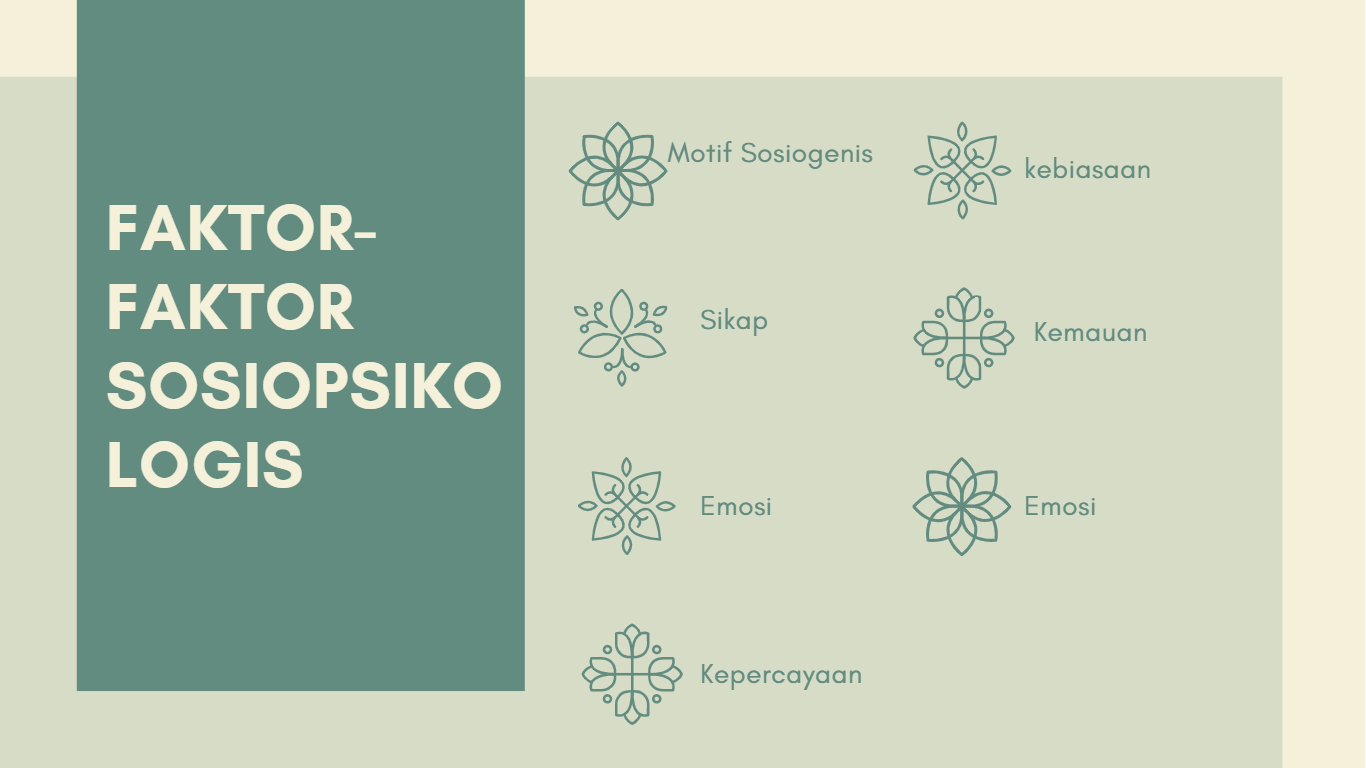 FAKTOR-
FAKTOR
SOSIOPSIKO
LOGIS
Motif Sosiogenis
Sikap
Emosi
Kepercayaan
kebiasaan
Kemauan
Emosi